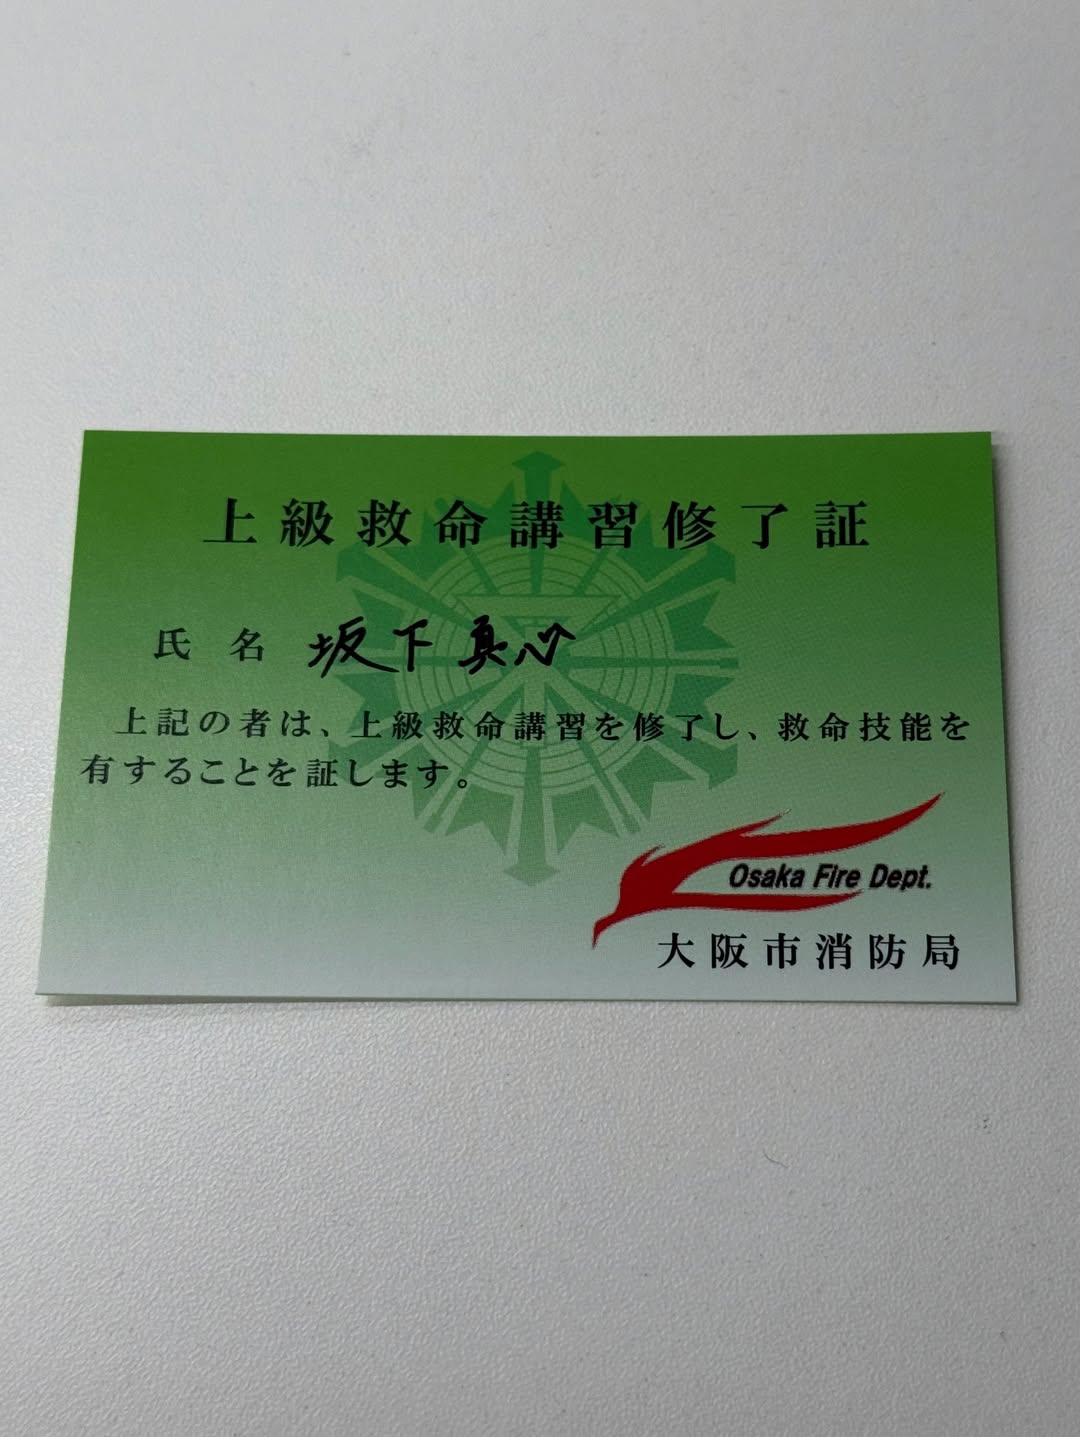 上級救命講習修了証
氏名 坂下真心
上記の者は、上級救命講習を修了し、救命技能を
有することを証します。
Osaka Fire Dept.
大阪市消防局